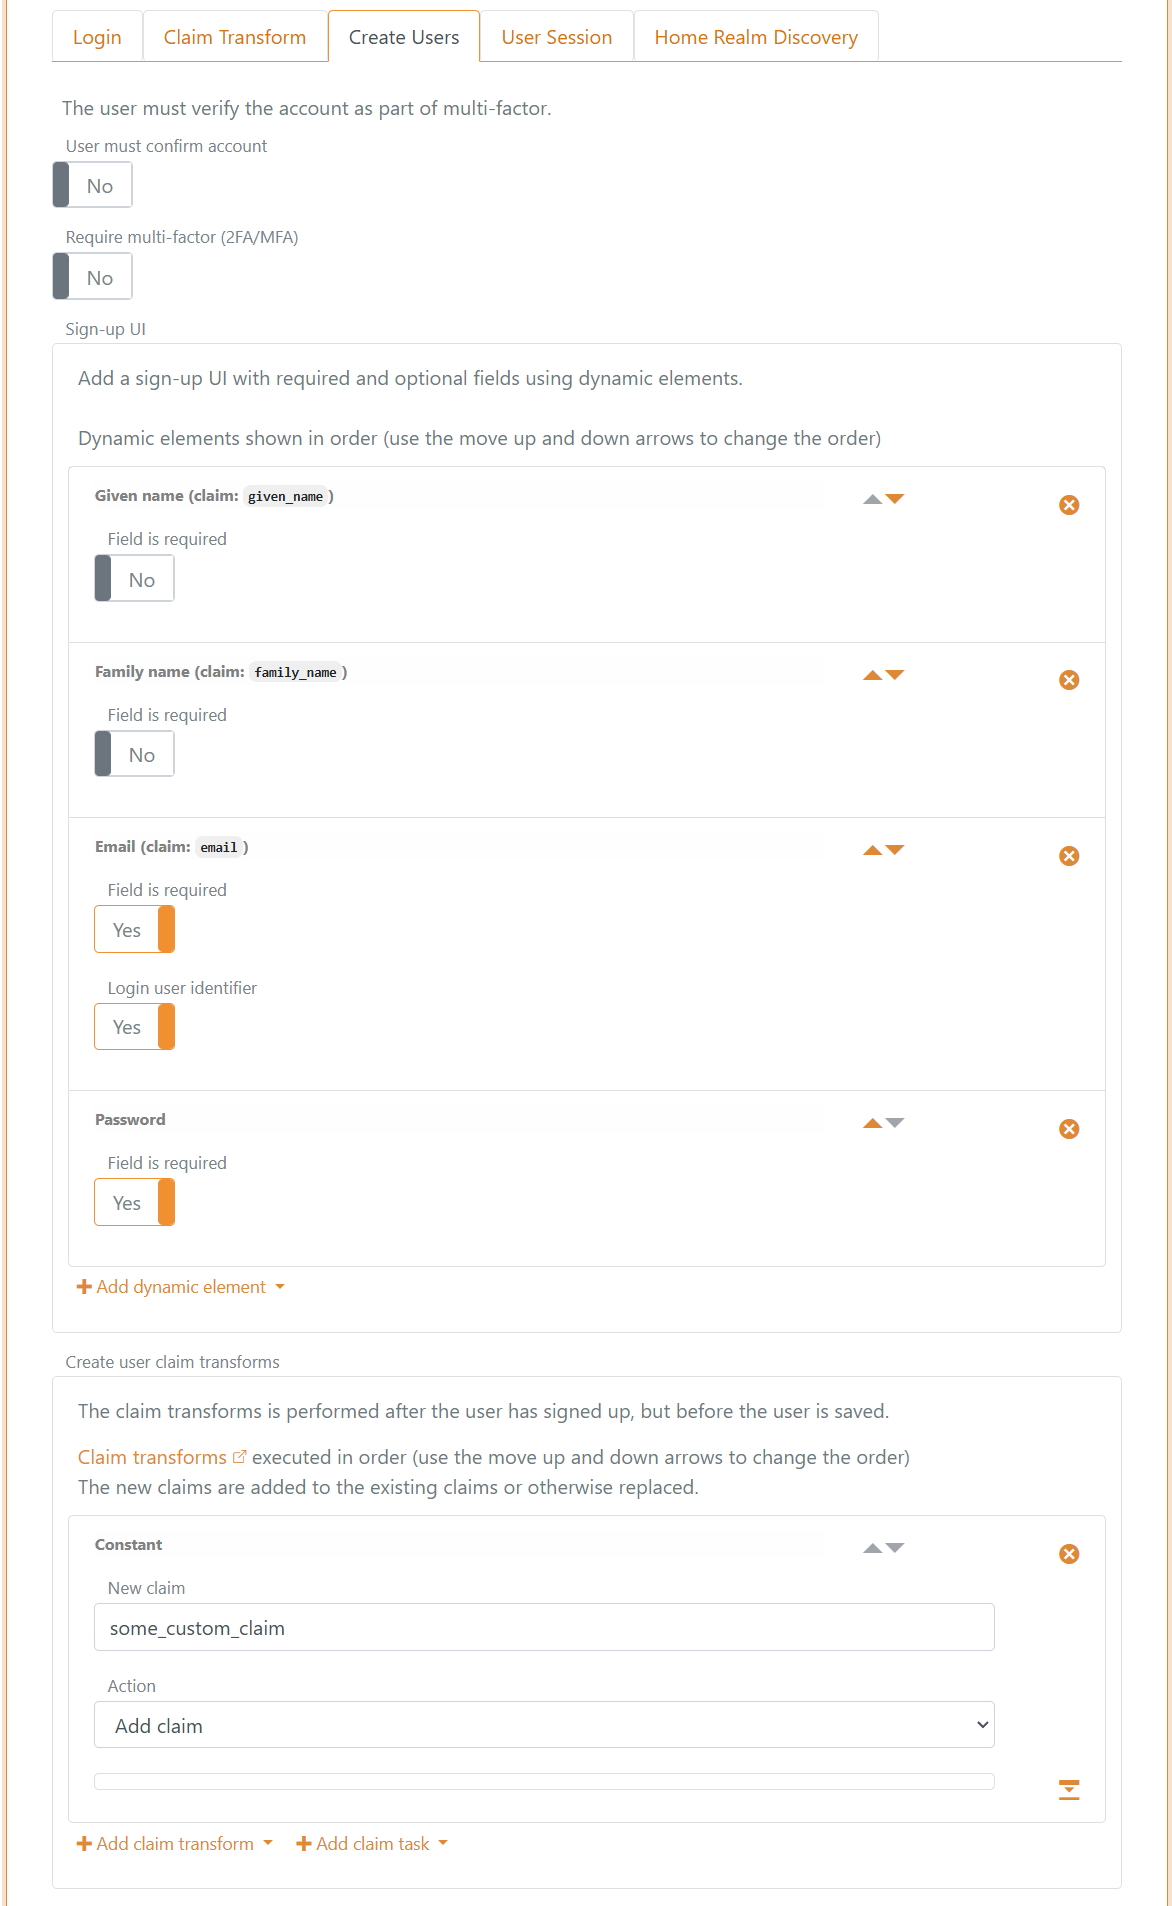 Login Claim Transform Create Users User Session Home Realm Discovery
The user must verify the account as part of multi-factor.
User must confirm account
No
Require multi-factor (2FA/MFA)
No
Sign-up UI
Add a sign-up UI with required and optional fields using dynamic elements.
Dynamic elements shown in order (use the move up and down arrows to change the order)
Given name (claim: given_name)
Field is required
No
Family name (claim: family_name)
Field is required
No
Email (claim: email)
Field is required
Yes
Login user identifier
Yes
Password
Field is required
Yes
Add dynamic element
Create user claim transforms
The claim transforms is performed after the user has signed up, but before the user is saved.
Claim transforms executed in order (use the move up and down arrows to change the order)
The new claims are added to the existing claims or otherwise replaced.
Constant
New claim
some_custom_claim
Action
Add claim
Add claim transform Add claim task